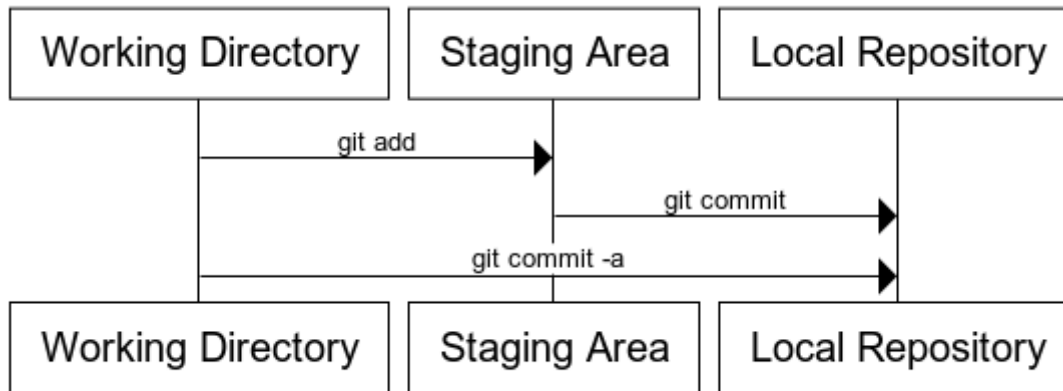 Working Directory
Staging Area
Local Repository
git add
git commit
git commit -a
Working Directory
Staging Area
Local Repository